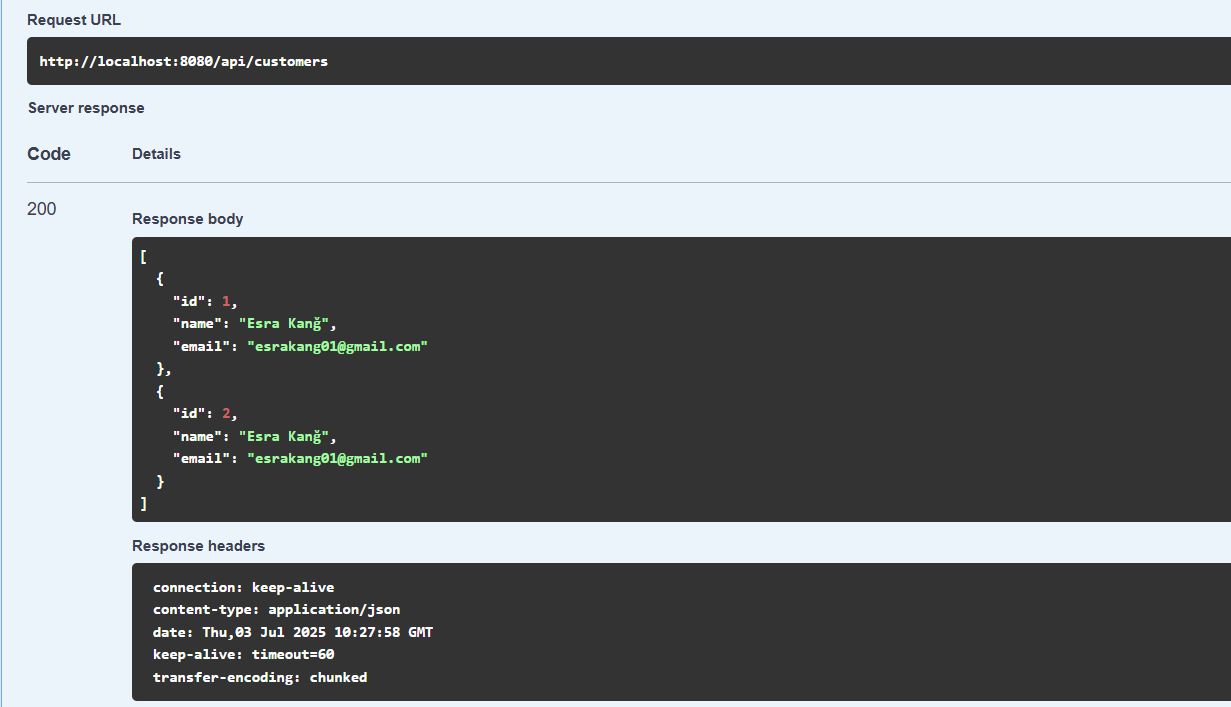 Request URL
http://localhost:8080/api/customers
Server response
Code Details
200
Response body
[
{
"id": 1,
"name": "Esra Kanğ",
"email": "esrakang01@gmail.com"
},
{
"id": 2,
"name": "Esra Kanğ",
"email": "esrakang01@gmail.com"
}
]
Response headers
connection: keep-alive
content-type: application/json
date: Thu,03 Jul 2025 10:27:58 GMT
keep-alive: timeout=60
transfer-encoding: chunked